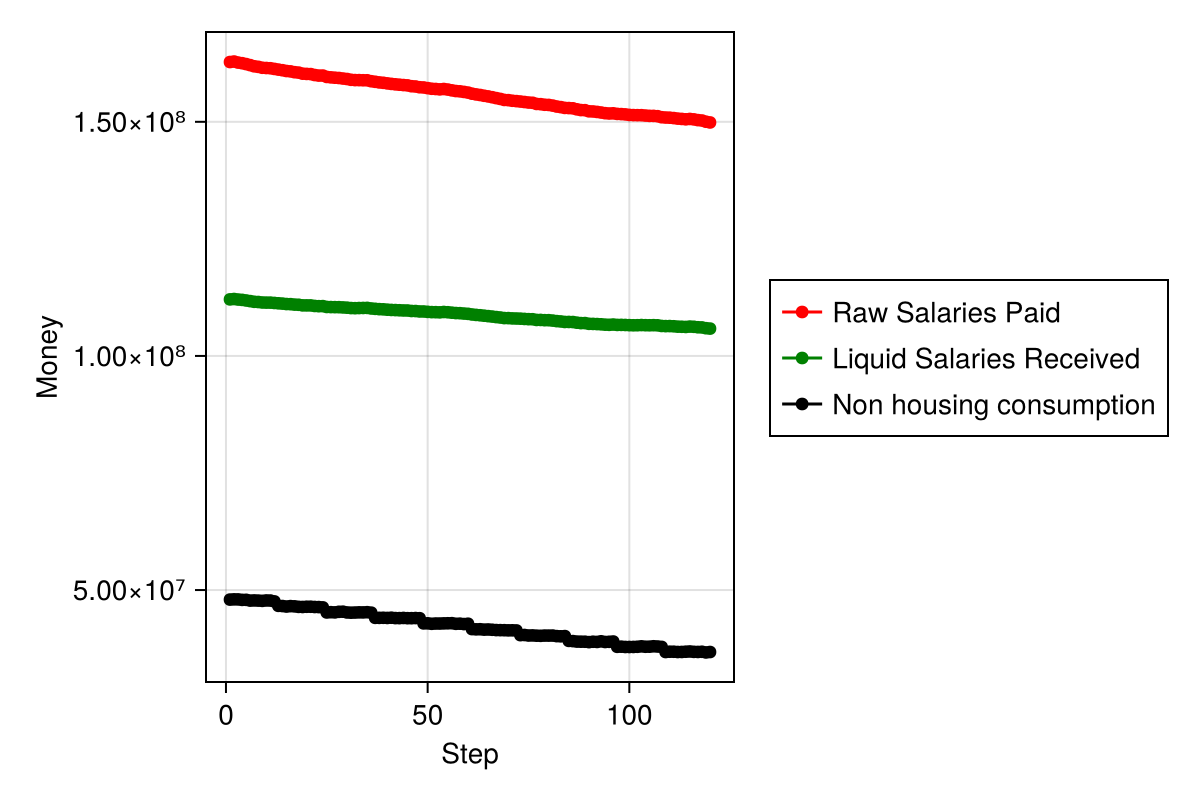 1.50×10⁸
1.00×10⁸
5.00×10⁷
Money
0
50
100
Step
Raw Salaries Paid
Liquid Salaries Received
Non housing consumption